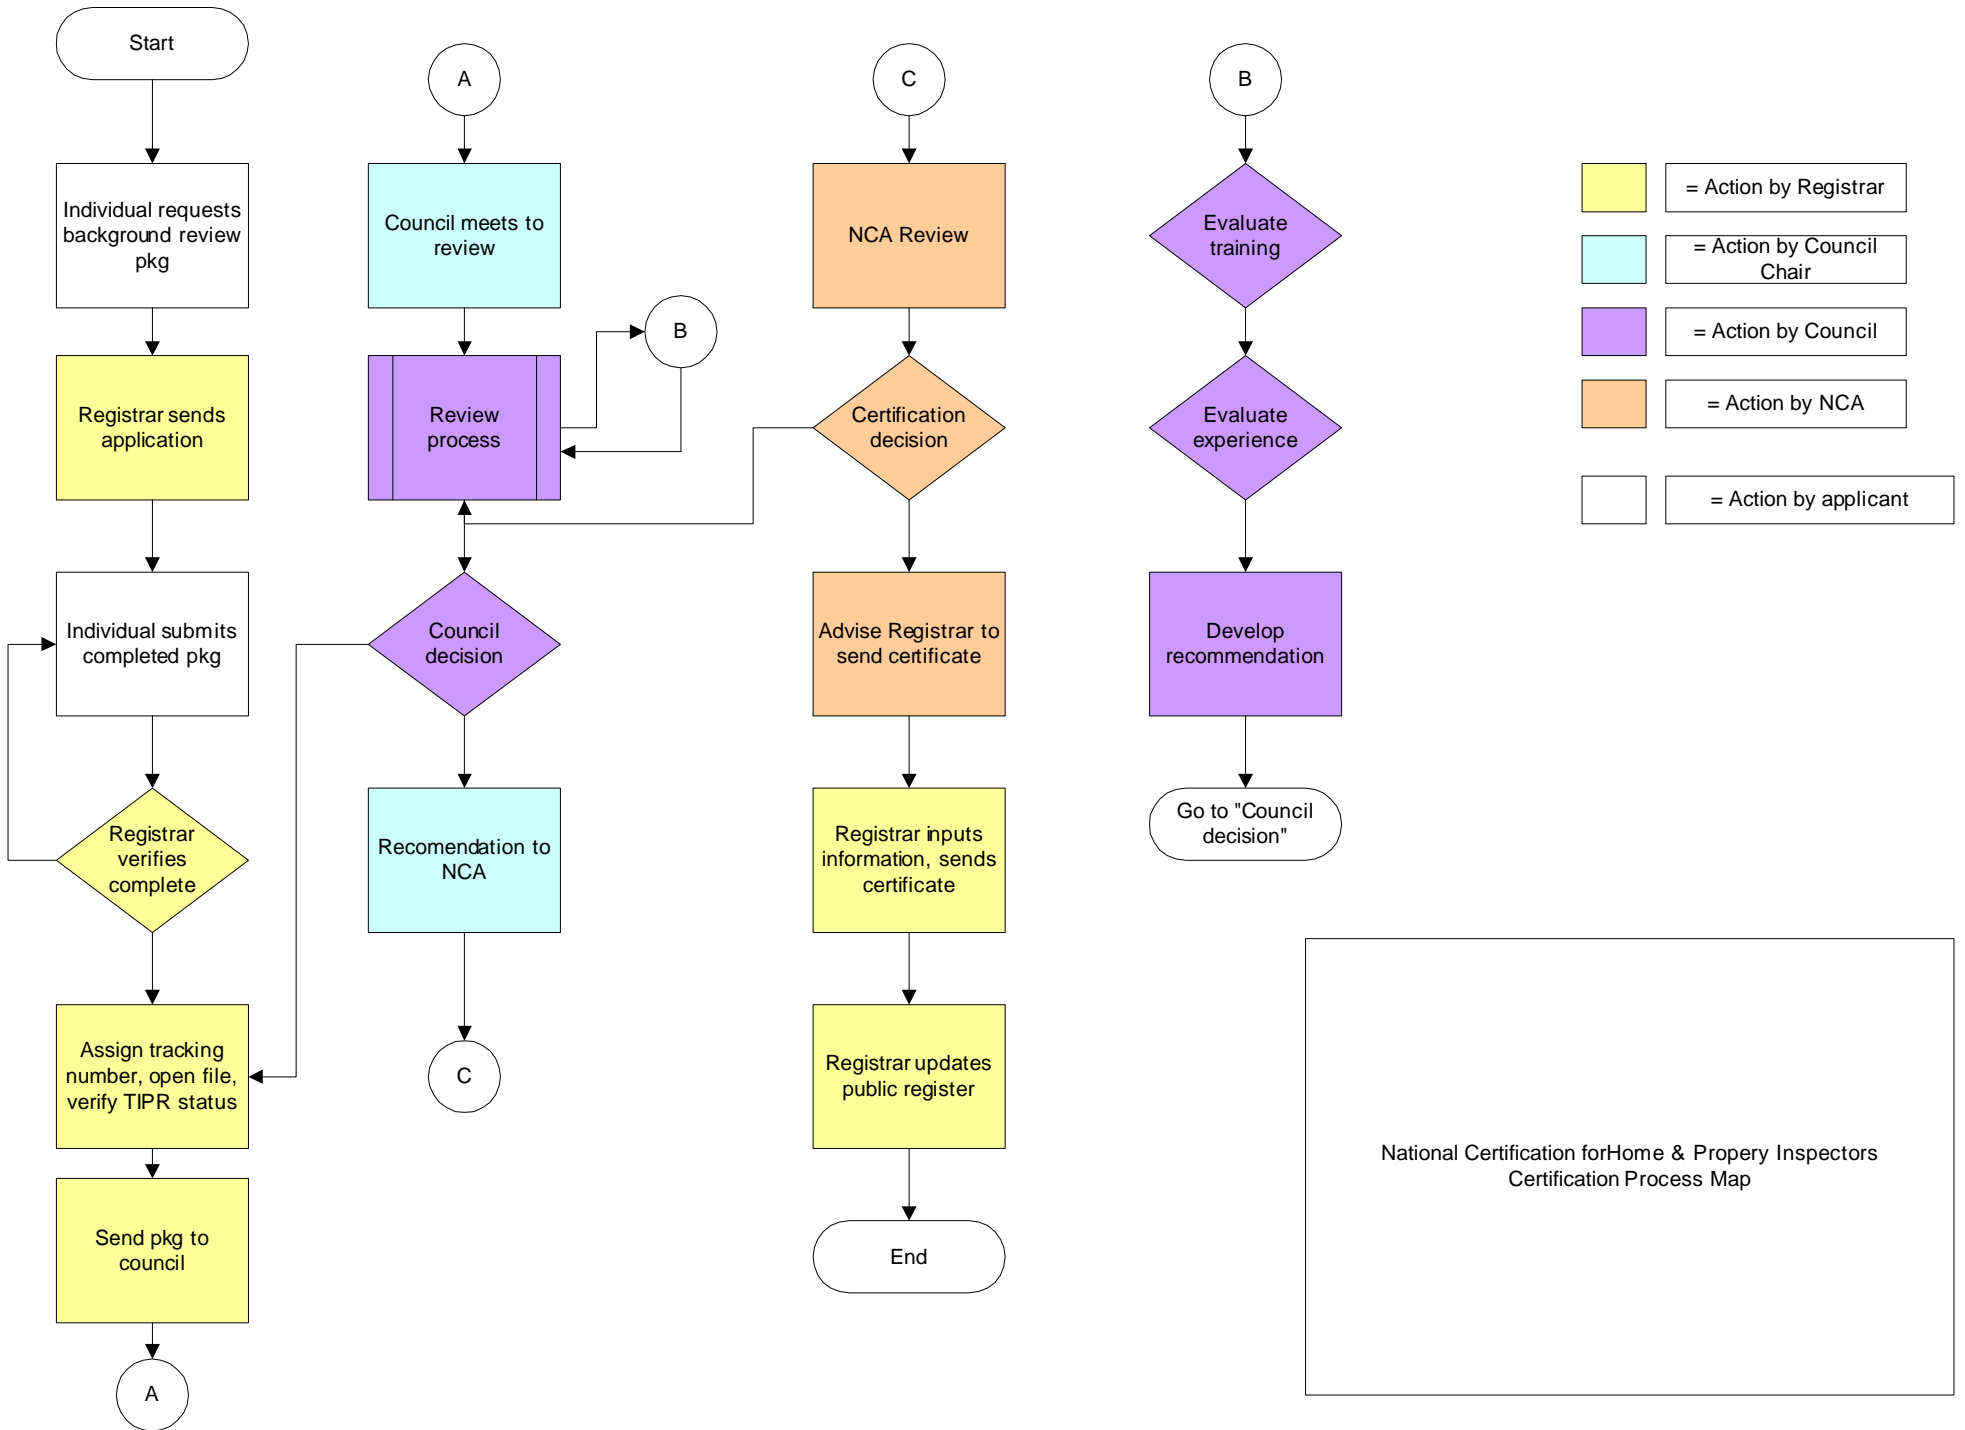 Start
Individual requests
background review
pkg
Registrar sends
application
Individual submits
completed pkg
Registrar
verifies
complete
Assign tracking
number, open file,
verify TIPR status
Send pkg to
council
A
A
Council meets to
review
Review
process
B
Council
decision
Recomendation to
NCA
C
C
NCA Review
Certification
decision
Advise Registrar to
send certificate
Registrar inputs
information, sends
certificate
Registrar updates
public register
End
B
Evaluate
training
Evaluate
experience
Develop
recommendation
Go to "Council
decision"
= Action by Registrar
= Action by Council
Chair
= Action by Council
= Action by NCA
= Action by applicant
National Certification forHome & Propery Inspectors
Certification Process Map